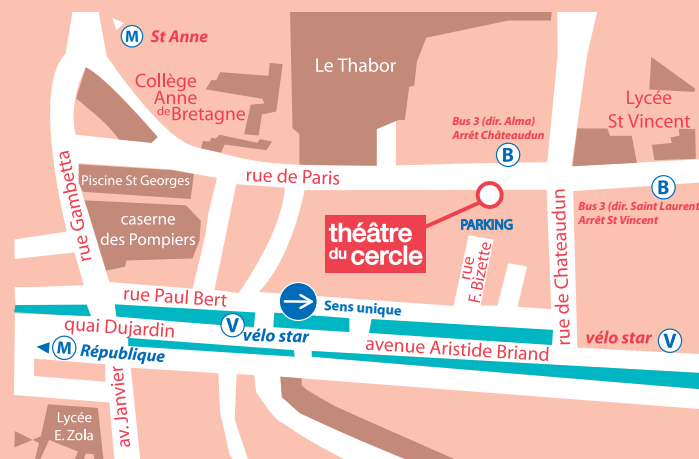 M St Anne
Le Thabor
Collège
Anne
de Bretagne
Lycée
St Vincent
Bus 3 (dir. Alma)
Arrêt Châteaudun
B
rue de Paris
Piscine St Georges
rue Gambetta
caserne
des Pompiers
B
Bus 3 (dir. Saint Laurent
Arrêt St Vincent
PARKING
théâtre
du cercle
rue
F. Bizette
rue de Chateaudun
rue Paul Bert
Sens unique
quai Dujardin
V vélo star
avenue Aristide Briand
vélo star V
M République
av. Janvier
Lycée
E. Zola